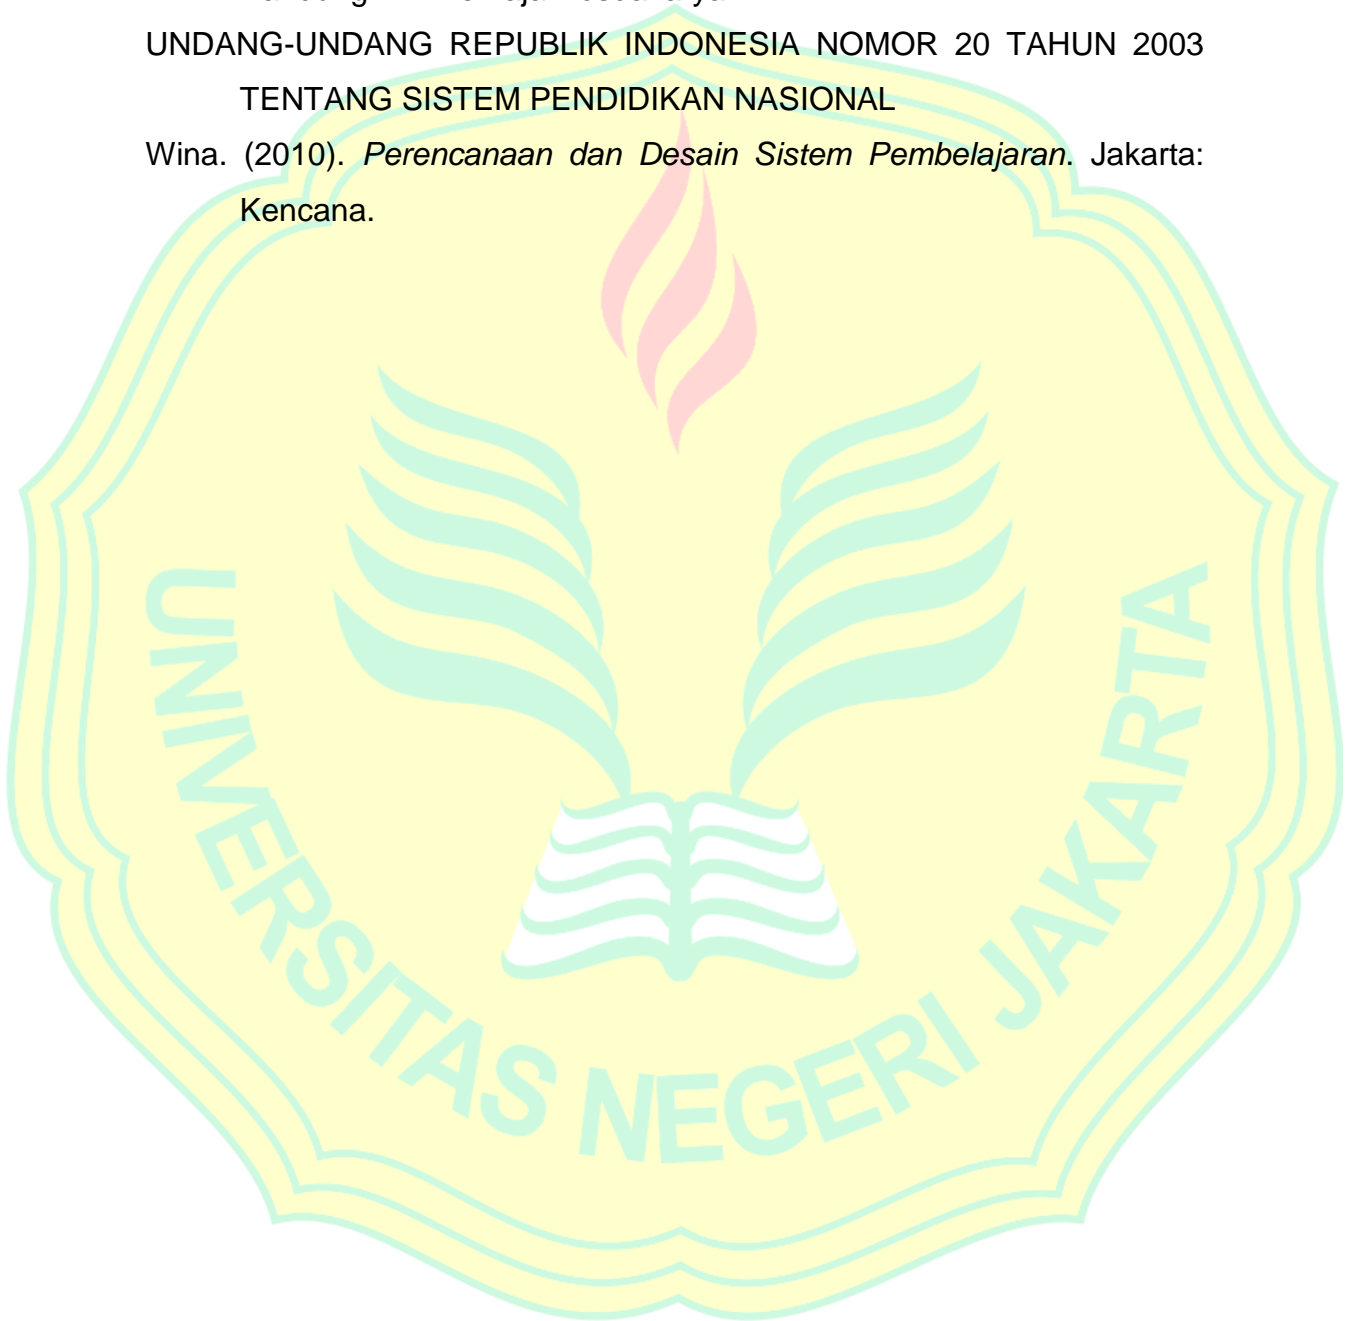 UNDANG-UNDANG REPUBLIK INDONESIA NOMOR 20 TAHUN 2003
TENTANG SISTEM PENDIDIKAN NASIONAL
Wina. (2010). Perencanaan dan Desain Sistem Pembelajaran. Jakarta:
Kencana.
UNIVERSITAS NEGERI JAKARTA